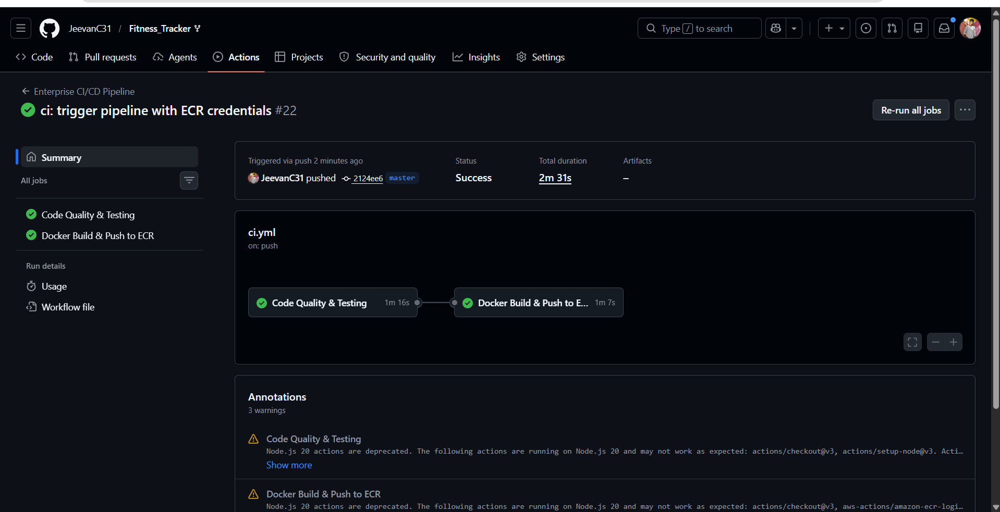 JeevanC31 / Fitness_Tracker
Type / to search
Code Pull requests Agents Actions Projects Security and quality Insights Settings
Enterprise CI/CD Pipeline
ci: trigger pipeline with ECR credentials #22
Re-run all jobs
Summary
All jobs
Code Quality & Testing
Docker Build & Push to ECR
Run details
Usage
Workflow file
Triggered via push 2 minutes ago
JeevanC31 pushed 2124ee6 master
Status
Success
Total duration
2m 31s
Artifacts
–
ci.yml
on: push
Code Quality & Testing 1m 16s
Docker Build & Push to E... 1m 7s
Annotations
3 warnings
Code Quality & Testing
Node.js 20 actions are deprecated. The following actions are running on Node.js 20 and may not work as expected: actions/checkout@v3, actions/setup-node@v3. Acti…
Show more
Docker Build & Push to ECR
Node.js 20 actions are deprecated. The following actions are running on Node.js 20 and may not work as expected: actions/checkout@v3, aws-actions/amazon-ecr-logi…